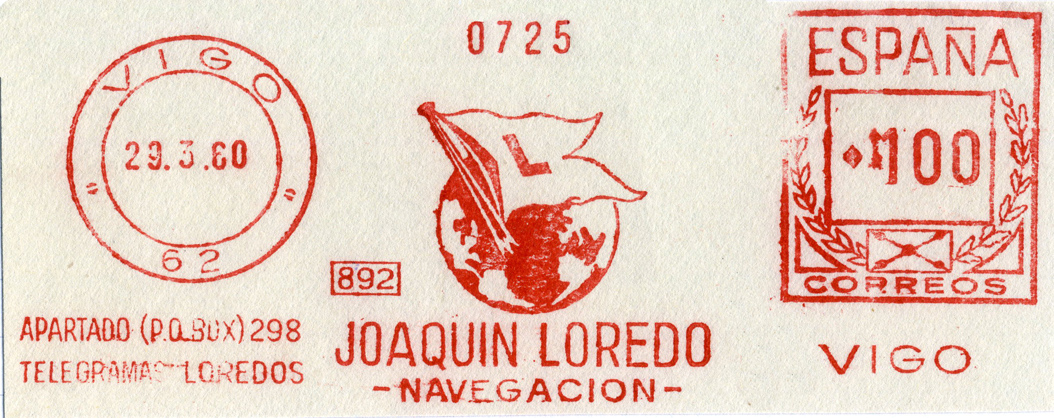 0725
ESPAÑA
VIGO
29.3.60
62
L
100
CORREOS
892
APARTADO (P.O.BOX) 298
TELEGRAMAS LOREDOS
JOAQUIN LOREDO
-NAVEGACION-
VIGO